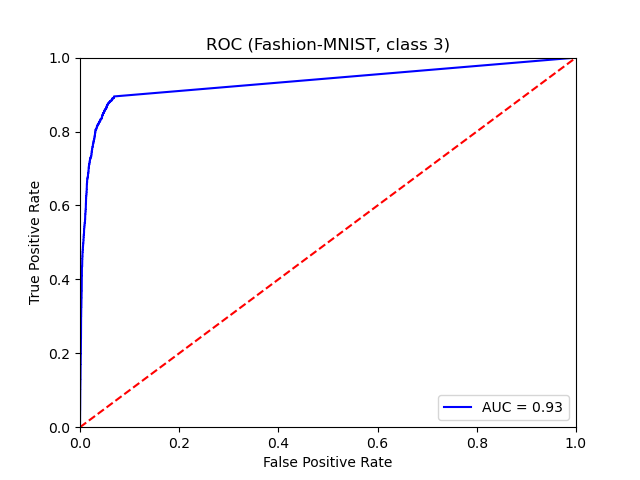 ROC (Fashion-MNIST, class 3)
True Positive Rate
1.0
0.8
0.6
0.4
0.2
0.0
0.0 0.2 0.4 0.6 0.8 1.0
False Positive Rate
AUC = 0.93